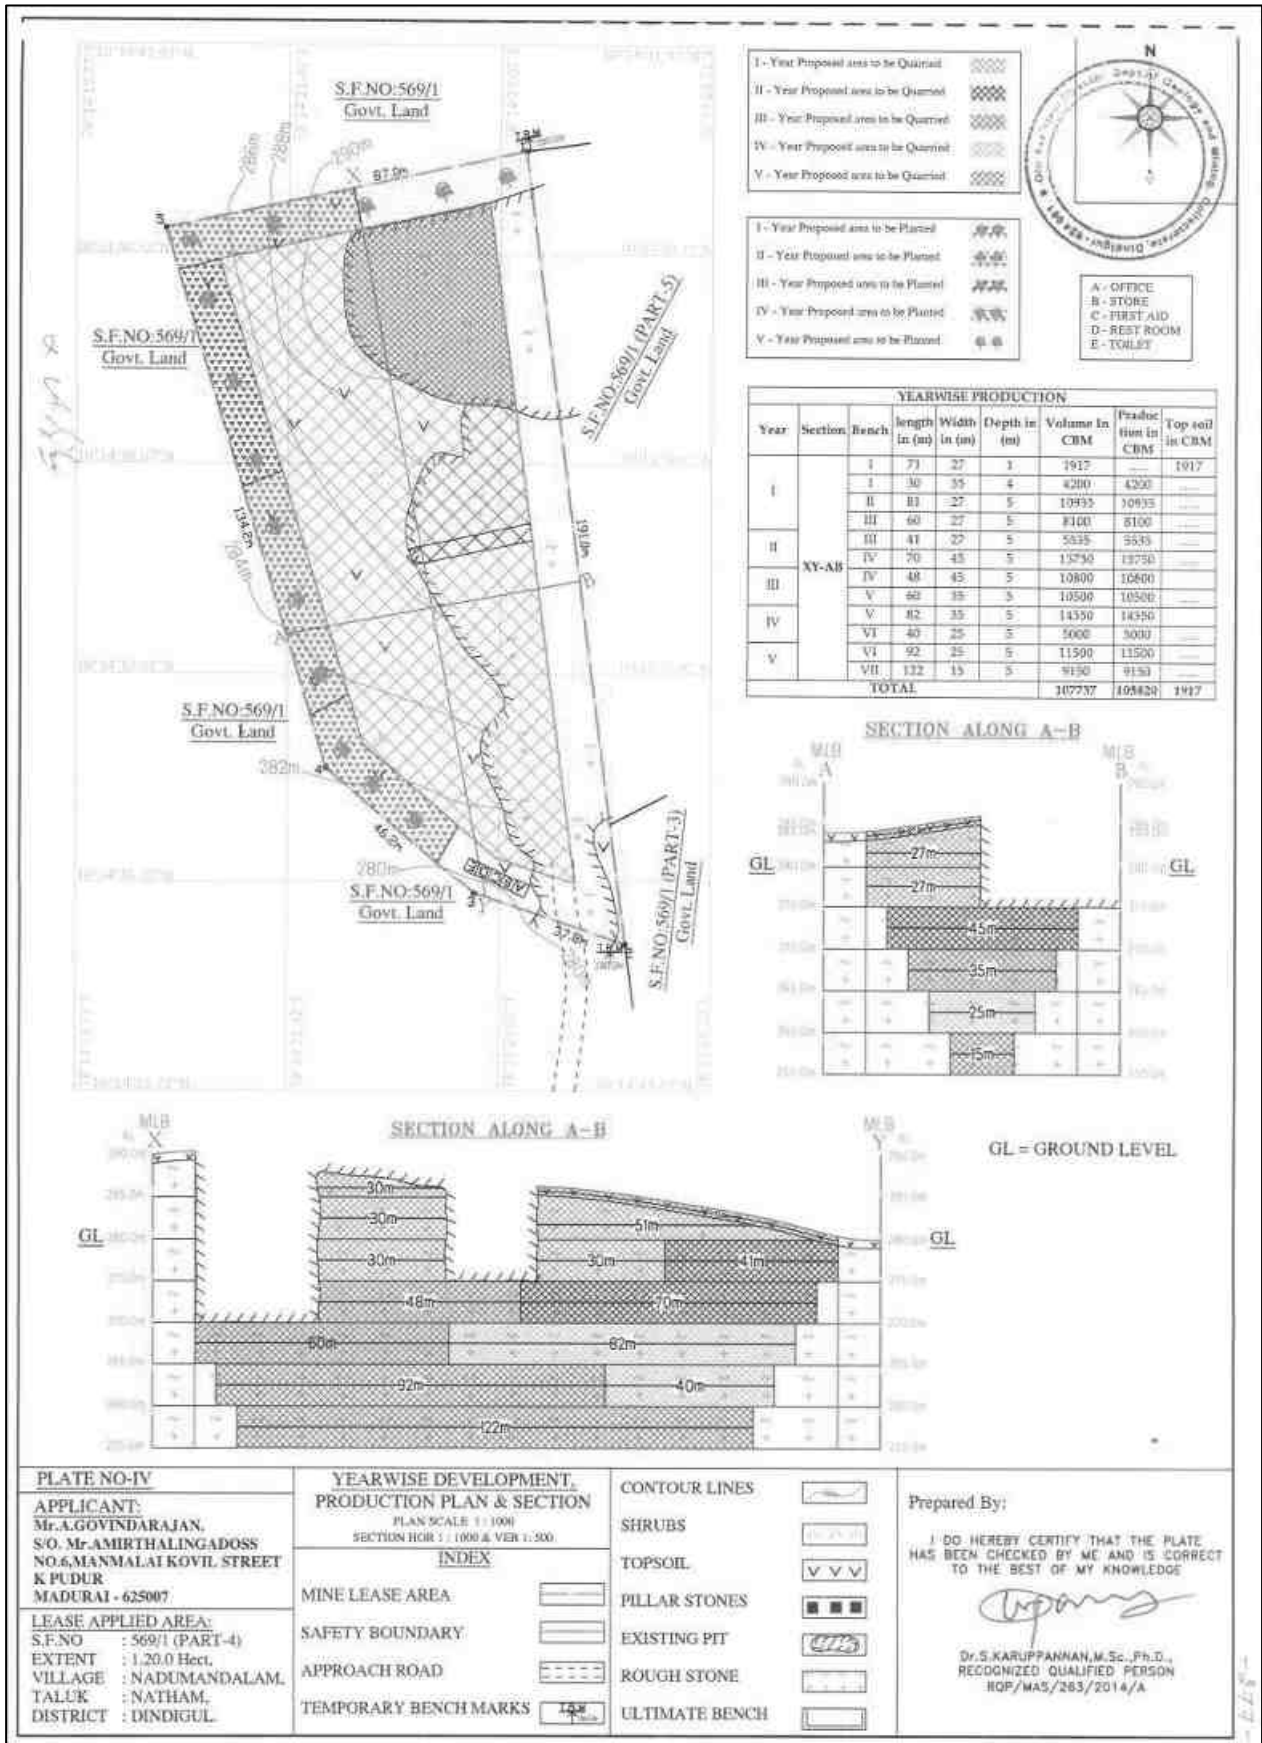 S.F.NO:569/1
Govt. Land
286m
288m
290m
X
87.9m
T.B.M
5
S.F.NO:569/1
Govt. Land
S.F.NO:569/1 (PART-5)
Govt. Land
134.2m
191.0m
284m
A
B
S.F.NO:569/1
Govt. Land
282m
4
46.2m
280m
S.F.NO:569/1
Govt. Land
A B C D E
Y
37.8m
T.B.M
S.F.NO:569/1 (PART-3)
Govt. Land
I - Year Proposed area to be Quarried
II - Year Proposed area to be Quarried
III - Year Proposed area to be Quarried
IV - Year Proposed area to be Quarried
V - Year Proposed area to be Quarried
I - Year Proposed area to be Planted
II - Year Proposed area to be Planted
III - Year Proposed area to be Planted
IV - Year Proposed area to be Planted
V - Year Proposed area to be Planted
N
A - OFFICE
B - STORE
C - FIRST AID
D - REST ROOM
E - TOILET
YEARWISE PRODUCTION
Year Section Bench length in (m) Width in (m) Depth in (m) Volume In CBM Produc tion in CBM Top soil in CBM
I XY-AB I 71 27 1 1917 ...... 1917
I 30 35 4 4200 4200 ......
II 81 27 5 10935 10935 ......
III 60 27 5 8100 8100 ......
II III 41 27 5 5535 5535 ......
IV 70 45 5 15750 15750 ......
III IV 48 45 5 10800 10800
V 60 35 5 10500 10500 ......
IV V 82 35 5 14350 14350
VI 40 25 5 5000 5000 ......
V VI 92 25 5 11500 11500 ......
VII 122 15 5 9150 9150 ......
TOTAL 107737 105820 1917
SECTION ALONG A-B
MLB
A
MLB
B
GL
GL
27m
27m
45m
35m
25m
15m
SECTION ALONG A-B
MLB
X
MLB
Y
GL
GL
30m
30m
30m
51m
30m
41m
48m
70m
60m
82m
92m
40m
122m
GL = GROUND LEVEL
PLATE NO-IV
APPLICANT:
Mr.A.GOVINDARAJAN,
S/O. Mr.AMIRTHALINGADOSS
NO.6,MANMALAI KOVIL STREET
K PUDUR
MADURAI - 625007
LEASE APPLIED AREA:
S.F.NO : 569/1 (PART-4)
EXTENT : 1.20.0 Hect,
VILLAGE : NADUMANDALAM,
TALUK : NATHAM,
DISTRICT : DINDIGUL.
YEARWISE DEVELOPMENT,
PRODUCTION PLAN & SECTION
PLAN SCALE 1 : 1000
SECTION HOR 1 : 1000 & VER 1: 500
INDEX
MINE LEASE AREA
SAFETY BOUNDARY
APPROACH ROAD
TEMPORARY BENCH MARKS
T.B.M
CONTOUR LINES
SHRUBS
TOPSOIL
PILLAR STONES
EXISTING PIT
ROUGH STONE
ULTIMATE BENCH
Prepared By:
I DO HEREBY CERTIFY THAT THE PLATE
HAS BEEN CHECKED BY ME AND IS CORRECT
TO THE BEST OF MY KNOWLEDGE
Dr.S.KARUPPANNAN,M.Sc.,Ph.D.,
RECOGNIZED QUALIFIED PERSON
RQP/MAS/263/2014/A